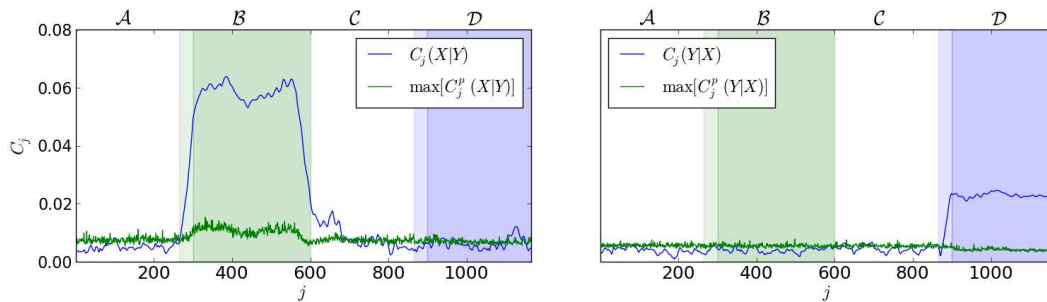 𝒜 ℬ 𝒞 𝒟
0.08
0.06
0.04
0.02
0.00
C_j
C_j(X|Y)
max[C_j^p (X|Y)]
200 400 600 800 1000
j
𝒜 ℬ 𝒞 𝒟
C_j(Y|X)
max[C_j^p (Y|X)]
200 400 600 800 1000
j